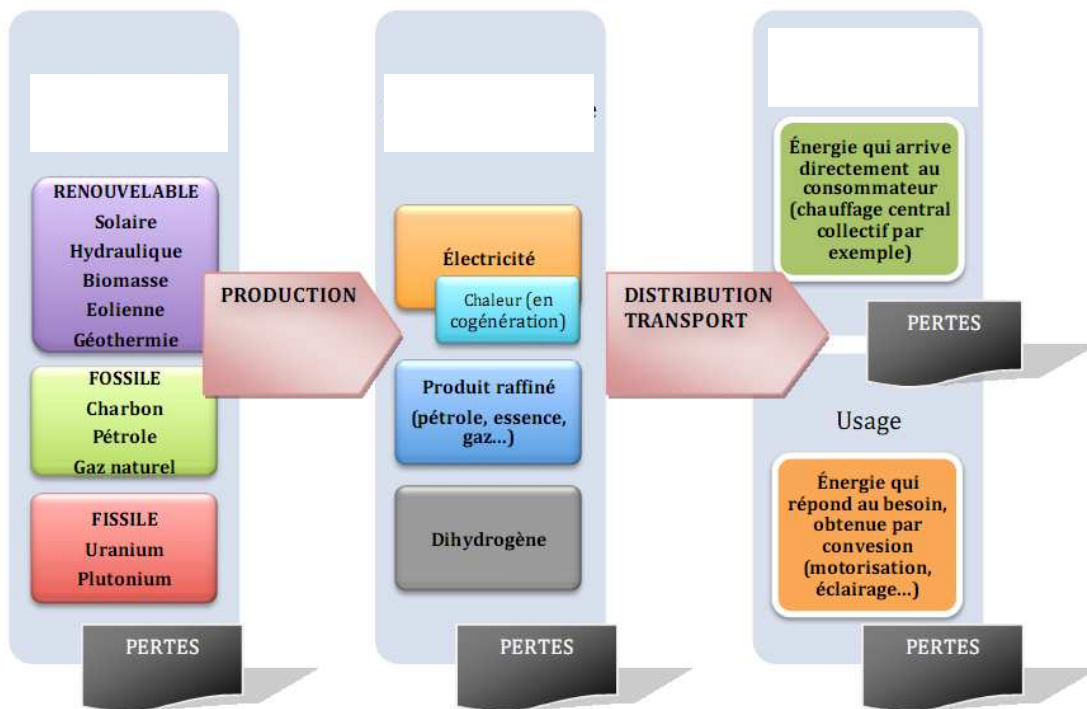 RENOUVELABLE
Solaire
Hydraulique
Biomasse
Eolienne
Géothermie
FOSSILE
Charbon
Pétrole
Gaz naturel
FISSILE
Uranium
Plutonium
PERTES
PRODUCTION
Électricité
Chaleur (en
cogénération)
Produit raffiné
(pétrole, essence,
gaz...)
Dihydrogène
PERTES
DISTRIBUTION
TRANSPORT
Énergie qui arrive
directement au
consommateur
(chauffage central
collectif par
exemple)
PERTES
Usage
Énergie qui
répond au besoin,
obtenue par
convesion
(motorisation,
éclairage...)
PERTES